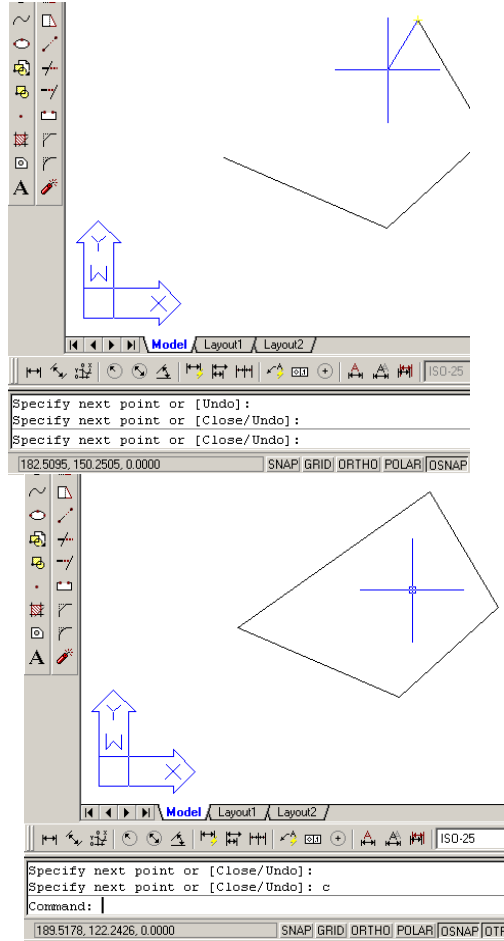 A
Y
W
X
Model Layout1 Layout2
ISO-25
Specify next point or [Undo]:
Specify next point or [Close/Undo]:
Specify next point or [Close/Undo]:
182.5095, 150.2505, 0.0000 SNAP GRID ORTHO POLAR OSNAP
A
Y
W
X
Model Layout1 Layout2
ISO-25
Specify next point or [Close/Undo]:
Specify next point or [Close/Undo]: c
Command:
189.5178, 122.2426, 0.0000 SNAP GRID ORTHO POLAR OSNAP OTR